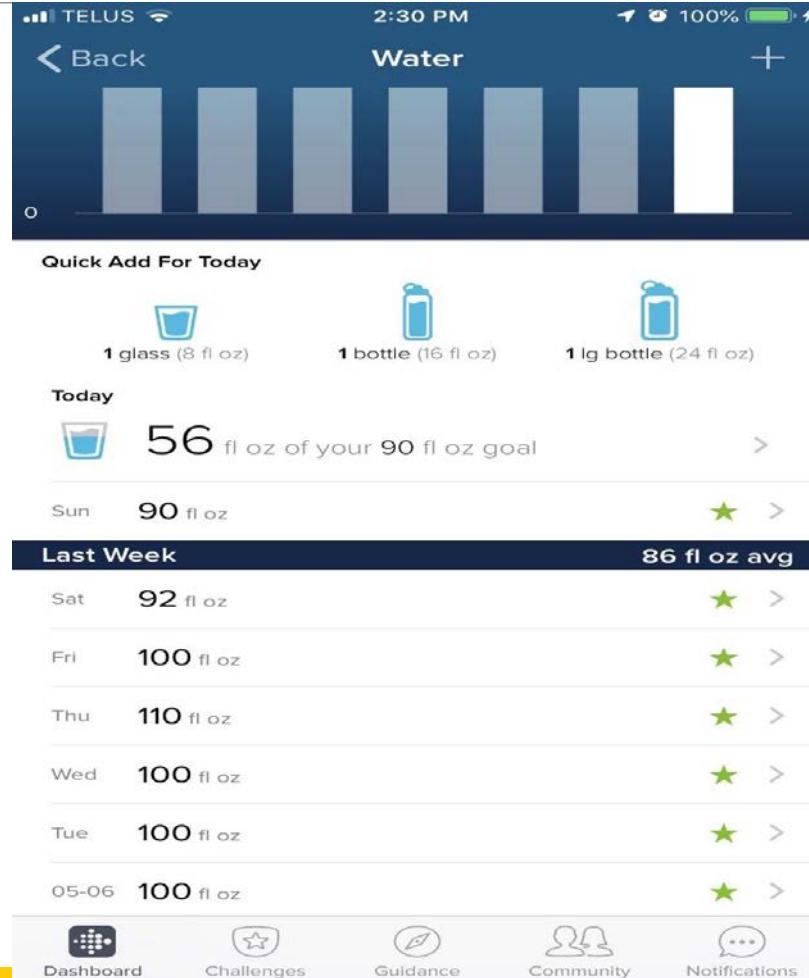 TELUS 2:30 PM 100%
Back Water +
0
Quick Add For Today
1 glass (8 fl oz) 1 bottle (16 fl oz) 1 lg bottle (24 fl oz)
Today
56 fl oz of your 90 fl oz goal
Sun 90 fl oz
Last Week 86 fl oz avg
Sat 92 fl oz
Fri 100 fl oz
Thu 110 fl oz
Wed 100 fl oz
Tue 100 fl oz
05-06 100 fl oz
Dashboard Challenges Guidance Community Notifications